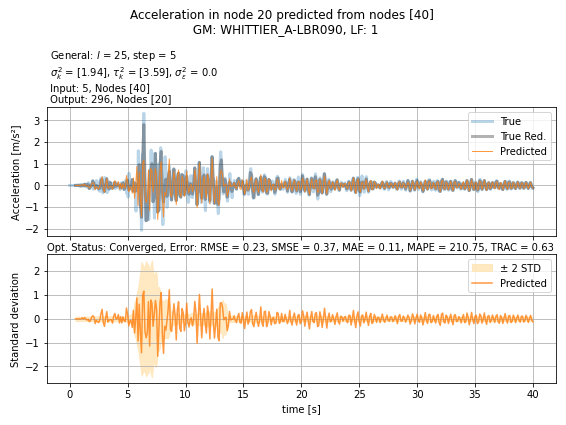 Acceleration in node 20 predicted from nodes [40]
GM: WHITTIER_A-LBR090, LF: 1
General: l = 25, step = 5
σ²ₖ = [1.94], τ²ₖ = [3.59], σ²ε = 0.0
Input: 5, Nodes [40]
Output: 296, Nodes [20]
Acceleration [m/s²]
3
2
1
0
−1
−2
True
True Red.
Predicted
Opt. Status: Converged, Error: RMSE = 0.23, SMSE = 0.37, MAE = 0.11, MAPE = 210.75, TRAC = 0.63
Standard deviation
2
1
0
−1
−2
± 2 STD
Predicted
0 5 10 15 20 25 30 35 40
time [s]